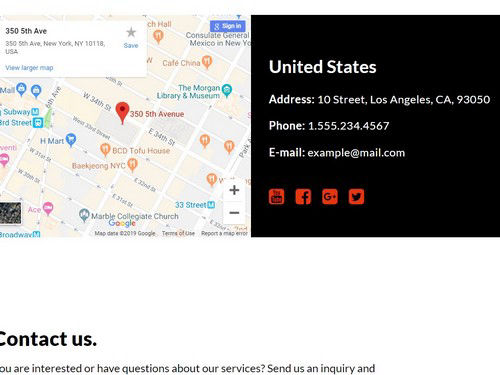 350 5th Ave
350 5th Ave, New York, NY 10118,
USA
Save
View larger map
Sign in
Hall
Consulate General
Mexico in New Yo
Café China
The Morgan
Library & Museum
Mall
Subway
3rd Street
5th Ave
W 34th St
E 34th St
350 5th Avenue
W 33rd St
H Mart
BCD Tofu House
Baekjeong NYC
E 33rd St
E 32nd St
E 31st St
33 Street
Ace
Marble Collegiate Church
Broadway
Google
Map data ©2019 Google
Terms of Use
Report a map error
United States
Address: 10 Street, Los Angeles, CA, 93050
Phone: 1.555.234.4567
E-mail: example@mail.com
Contact us.
ou are interested or have questions about our services? Send us an inquiry and